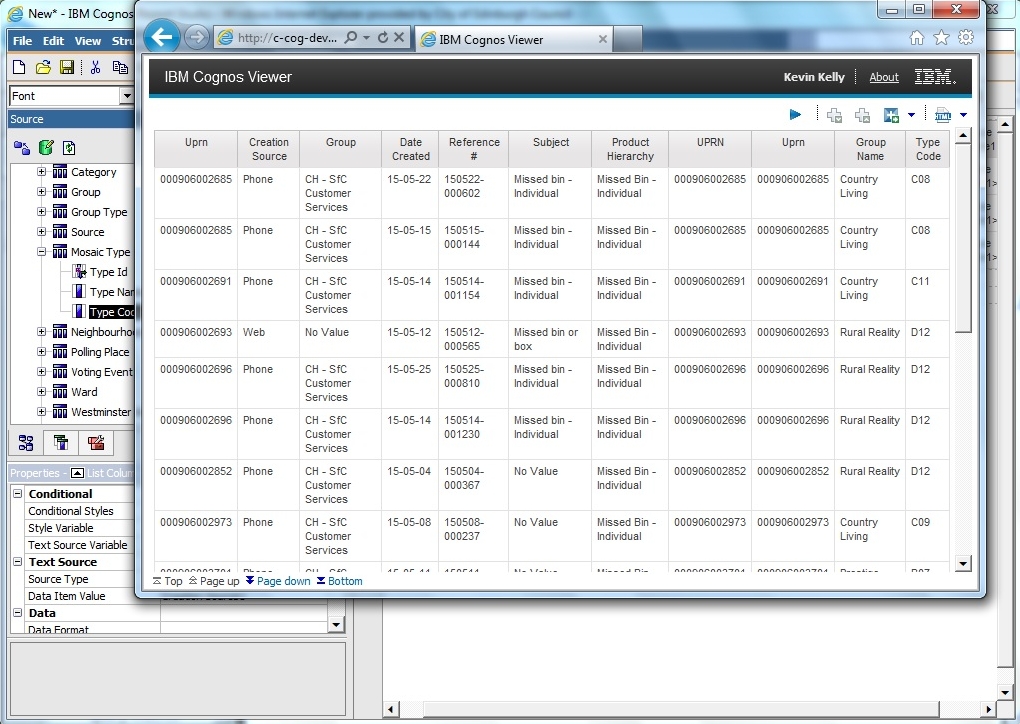 New* - IBM Cognos
File Edit View Stru
Font
Source
Category
Group
Group Type
Source
Mosaic Type
Type Id
Type Nam
Type Cod
Neighbourho
Polling Place
Voting Event
Ward
Westminster
Properties - List Colum
Conditional
Conditional Styles
Style Variable
Text Source Variable
Text Source
Source Type
Data Item Value
Data
Data Format
http://c-cog-dev...
IBM Cognos Viewer
IBM Cognos Viewer
Kevin Kelly About IBM.
Uprn Creation Source Group Date Created Reference # Subject Product Hierarchy UPRN Uprn Group Name Type Code
000906002685 Phone CH - SfC Customer Services 15-05-22 150522-000602 Missed bin - Individual Missed Bin - Individual 000906002685 000906002685 Country Living C08
000906002685 Phone CH - SfC Customer Services 15-05-15 150515-000144 Missed bin - Individual Missed Bin - Individual 000906002685 000906002685 Country Living C08
000906002691 Phone CH - SfC Customer Services 15-05-14 150514-001154 Missed bin - Individual Missed Bin - Individual 000906002691 000906002691 Country Living C11
000906002693 Web No Value 15-05-12 150512-000565 Missed bin or box Missed Bin - Individual 000906002693 000906002693 Rural Reality D12
000906002696 Phone CH - SfC Customer Services 15-05-25 150525-000810 Missed bin - Individual Missed Bin - Individual 000906002696 000906002696 Rural Reality D12
000906002696 Phone CH - SfC Customer Services 15-05-14 150514-001230 Missed bin - Individual Missed Bin - Individual 000906002696 000906002696 Rural Reality D12
000906002852 Phone CH - SfC Customer Services 15-05-04 150504-000367 No Value Missed Bin - Individual 000906002852 000906002852 Rural Reality D12
000906002973 Phone CH - SfC Customer Services 15-05-08 150508-000237 No Value Missed Bin - Individual 000906002973 000906002973 Country Living C09
Top Page up Page down Bottom